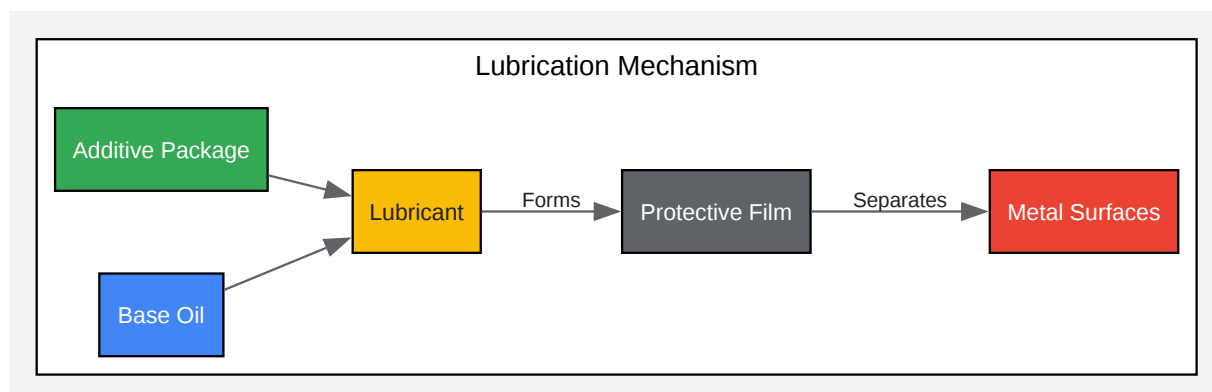 Lubrication Mechanism
Additive Package
Lubricant
Forms
Protective Film
Separates
Metal Surfaces
Base Oil